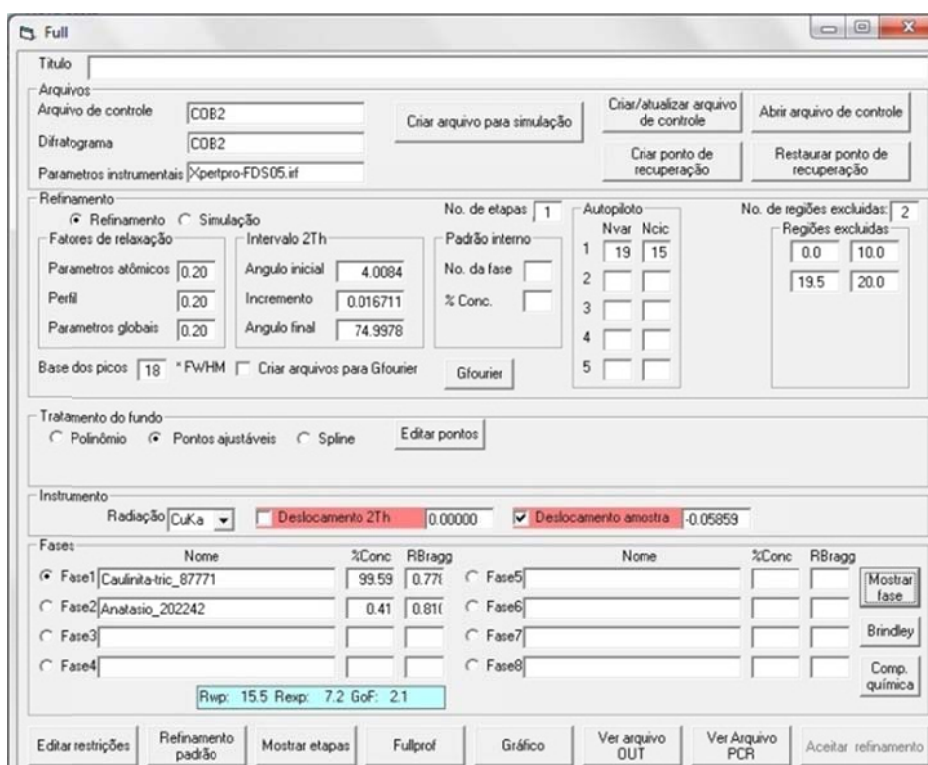 Full
Titulo
Arquivos
Arquivo de controle COB2
Criar arquivo para simulação
Criar/atualizar arquivo de controle
Abrir arquivo de controle
Difratograma COB2
Criar ponto de recuperação
Restaurar ponto de recuperação
Parametros instrumentais Xpertpro-FDS05.irf
Refinamento
Refinamento Simulação
No. de etapas 1
Autopiloto
No. de regiões excluidas: 2
Fatores de relaxação
Parametros atômicos 0.20
Perfil 0.20
Parametros globais 0.20
Intervalo 2Th
Angulo inicial 4.0084
Incremento 0.016711
Angulo final 74.9978
Padrão interno
No. da fase
% Conc.
Nvar Ncic
1 19 15
2
3
4
5
Regiões excluidas
0.0 10.0
19.5 20.0
Base dos picos 18 * FWHM Criar arquivos para Gfourier Gfourier
Tratamento do fundo
Polinômio Pontos ajustáveis Spline Editar pontos
Instrumento
Radiação CuKa Deslocamento 2Th 0.00000 Deslocamento amostra -0.05859
Fases
Nome %Conc RBragg Nome %Conc RBragg
Fase1 Caulinita-tric_87771 99.59 0.778 Fase5
Mostrar fase
Fase2 Anatasio_202242 0.41 0.810 Fase6
Fase3 Fase7 Brindley
Fase4 Fase8
Comp. química
Rwp: 15.5 Rexp: 7.2 GoF: 2.1
Editar restrições
Refinamento padrão
Mostrar etapas
Fullprof
Gráfico
Ver arquivo OUT
Ver Arquivo PCR
Aceitar refinamento